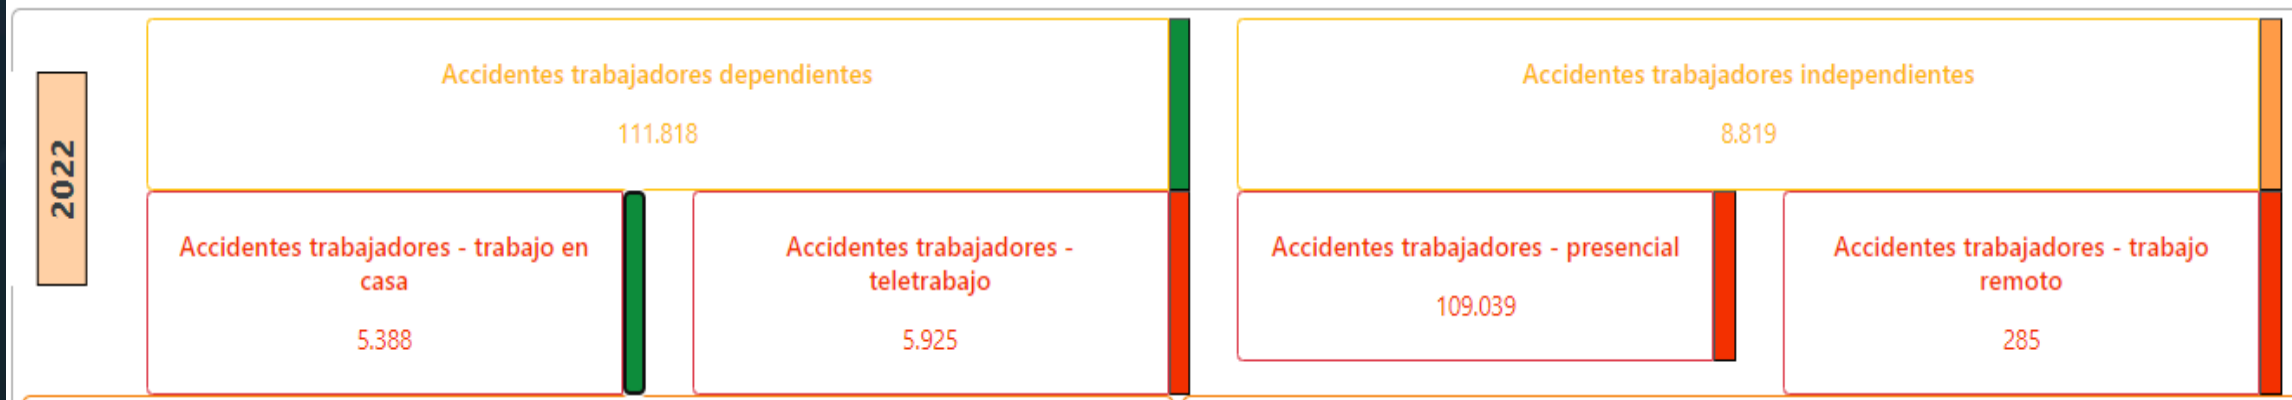 2022
Accidentes trabajadores dependientes
111.818
Accidentes trabajadores independientes
8.819
Accidentes trabajadores - trabajo en
casa
5.388
Accidentes trabajadores -
teletrabajo
5.925
Accidentes trabajadores - presencial
109.039
Accidentes trabajadores - trabajo
remoto
285